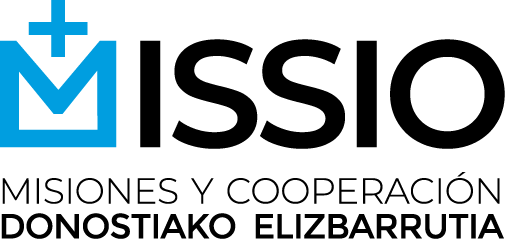 MISSIO
MISIONES Y COOPERACIÓN
DONOSTIAKO ELIZBARRUTIA